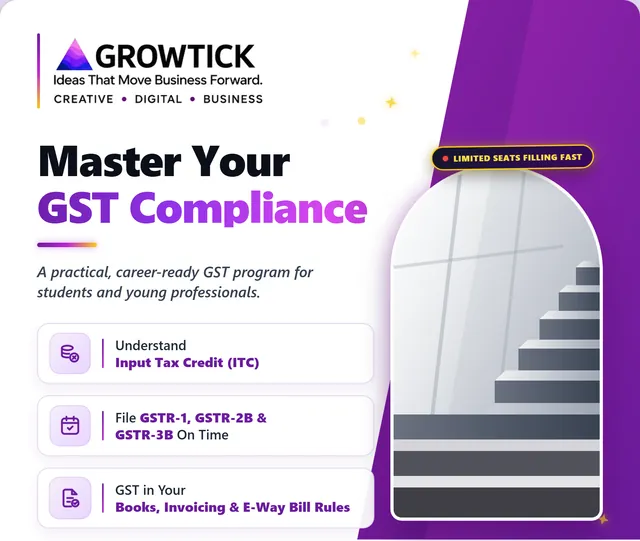 GROWTICK
Ideas That Move Business Forward.
CREATIVE • DIGITAL • BUSINESS
LIMITED SEATS FILLING FAST
Master Your
GST Compliance
A practical, career-ready GST program for
students and young professionals.
Understand
Input Tax Credit (ITC)
File GSTR-1, GSTR-2B &
GSTR-3B On Time
GST in Your
Books, Invoicing & E-Way Bill Rules